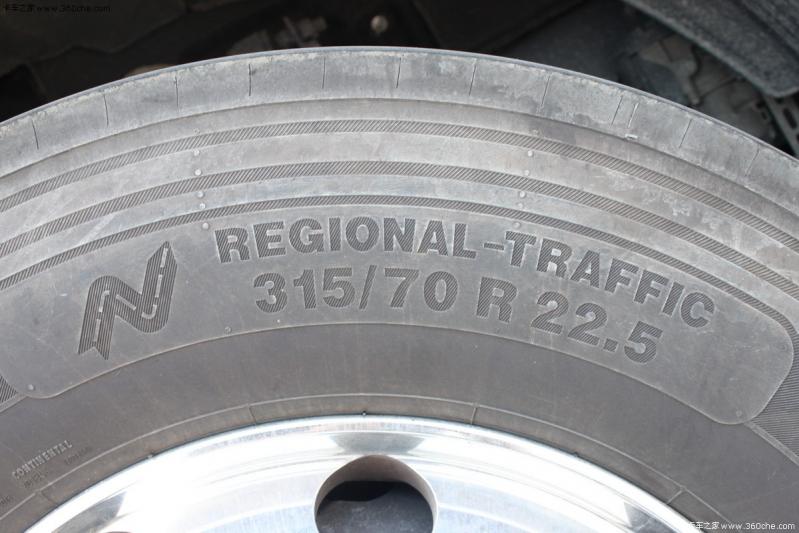 卡车之家 www.360che.com
REGIONAL-TRAFFIC
315/70 R 22.5
CONTINENTAL
卡车之家 www.360che.com